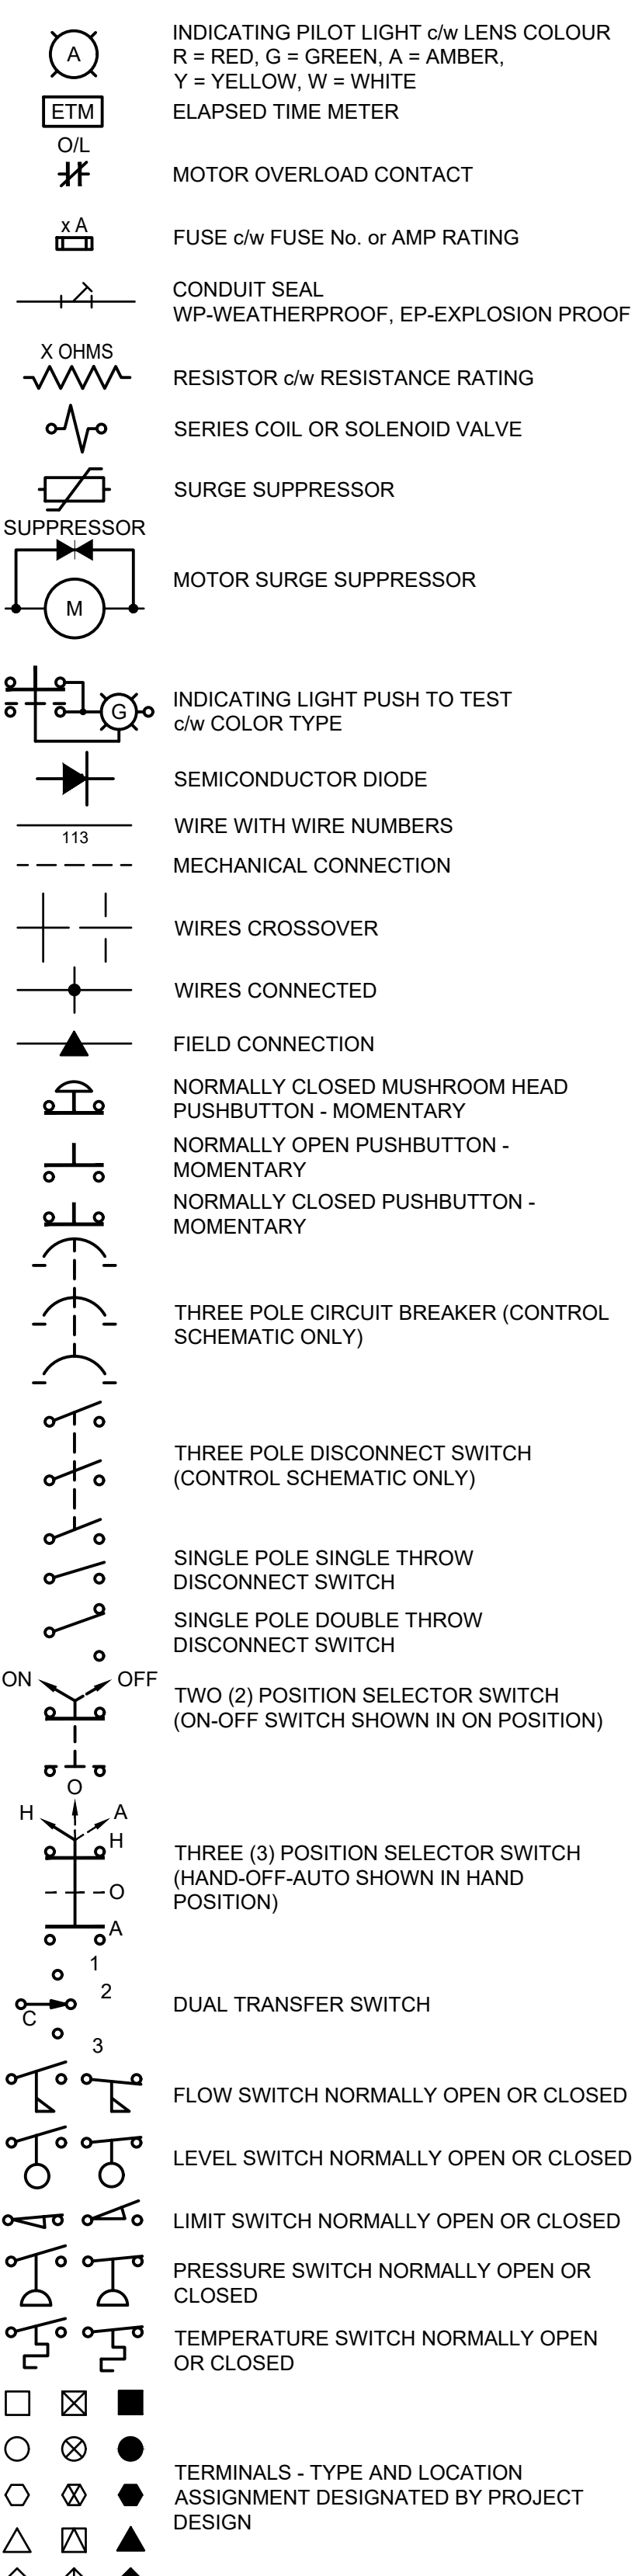 A
INDICATING PILOT LIGHT c/w LENS COLOUR
R = RED, G = GREEN, A = AMBER,
Y = YELLOW, W = WHITE
ETM
ELAPSED TIME METER
O/L
MOTOR OVERLOAD CONTACT
x A
FUSE c/w FUSE No. or AMP RATING
CONDUIT SEAL
WP-WEATHERPROOF, EP-EXPLOSION PROOF
X OHMS
RESISTOR c/w RESISTANCE RATING
SERIES COIL OR SOLENOID VALVE
SURGE SUPPRESSOR
SUPPRESSOR
M
MOTOR SURGE SUPPRESSOR
G
INDICATING LIGHT PUSH TO TEST
c/w COLOR TYPE
SEMICONDUCTOR DIODE
WIRE WITH WIRE NUMBERS
113
MECHANICAL CONNECTION
WIRES CROSSOVER
WIRES CONNECTED
FIELD CONNECTION
NORMALLY CLOSED MUSHROOM HEAD
PUSHBUTTON - MOMENTARY
NORMALLY OPEN PUSHBUTTON -
MOMENTARY
NORMALLY CLOSED PUSHBUTTON -
MOMENTARY
THREE POLE CIRCUIT BREAKER (CONTROL
SCHEMATIC ONLY)
THREE POLE DISCONNECT SWITCH
(CONTROL SCHEMATIC ONLY)
SINGLE POLE SINGLE THROW
DISCONNECT SWITCH
SINGLE POLE DOUBLE THROW
DISCONNECT SWITCH
ON OFF
TWO (2) POSITION SELECTOR SWITCH
(ON-OFF SWITCH SHOWN IN ON POSITION)
O
H A
H
THREE (3) POSITION SELECTOR SWITCH
(HAND-OFF-AUTO SHOWN IN HAND
POSITION)
O
A
1
2
C
3
DUAL TRANSFER SWITCH
FLOW SWITCH NORMALLY OPEN OR CLOSED
LEVEL SWITCH NORMALLY OPEN OR CLOSED
LIMIT SWITCH NORMALLY OPEN OR CLOSED
PRESSURE SWITCH NORMALLY OPEN OR
CLOSED
TEMPERATURE SWITCH NORMALLY OPEN
OR CLOSED
TERMINALS - TYPE AND LOCATION
ASSIGNMENT DESIGNATED BY PROJECT
DESIGN